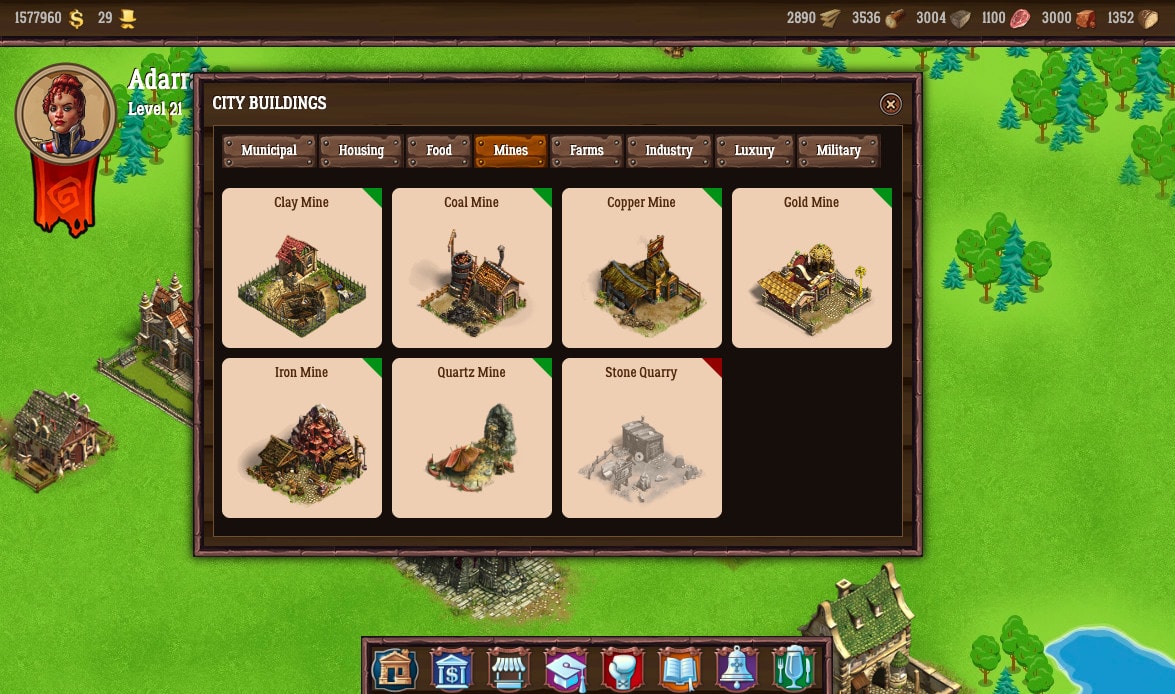 1577960 29 2890 3536 3004 1100 3000 1352
Level 21
CITY BUILDINGS
Municipal Housing Food Mines Farms Industry Luxury Military
Clay Mine Coal Mine Copper Mine Gold Mine
Iron Mine Quartz Mine Stone Quarry
$